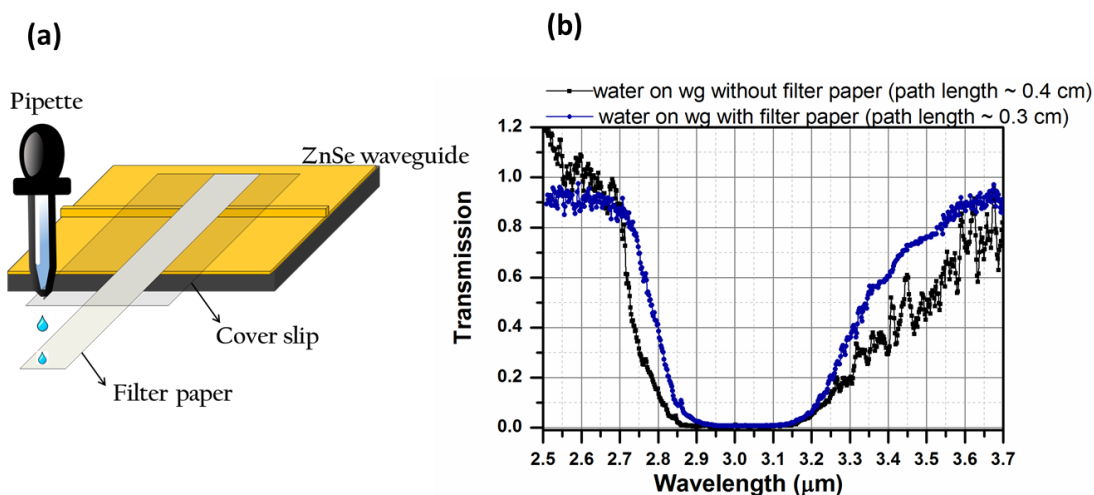 (a)
Pipette
ZnSe waveguide
Cover slip
Filter paper
(b)
water on wg without filter paper (path length ~ 0.4 cm)
water on wg with filter paper (path length ~ 0.3 cm)
Transmission
1.2
1.0
0.8
0.6
0.4
0.2
0.0
2.5 2.6 2.7 2.8 2.9 3.0 3.1 3.2 3.3 3.4 3.5 3.6 3.7
Wavelength (μm)